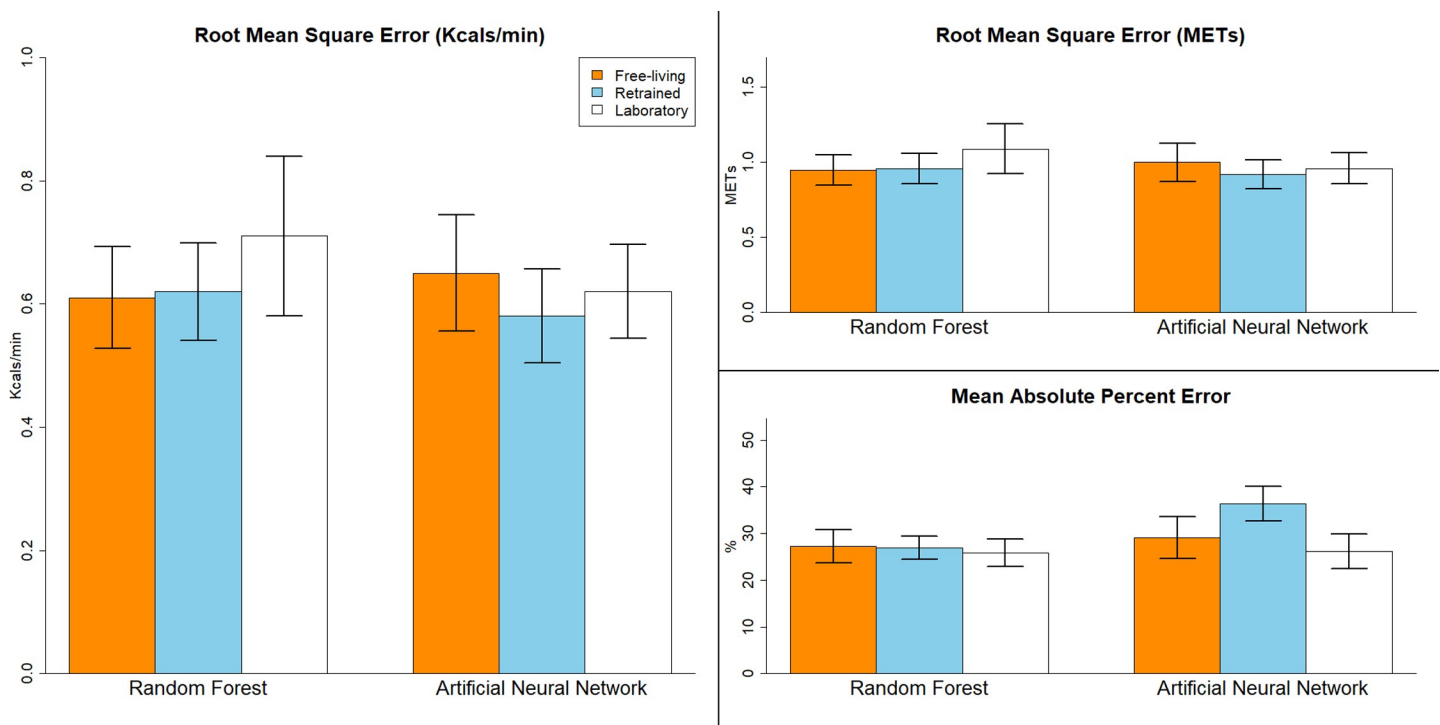 Root Mean Square Error (Kcals/min)
1.0
0.8
0.6
0.4
0.2
0.0
Kcals/min
Free-living
Retrained
Laboratory
Random Forest
Artificial Neural Network
Root Mean Square Error (METs)
1.5
1.0
0.5
0.0
METs
Random Forest
Artificial Neural Network
Mean Absolute Percent Error
50
40
30
20
10
0
%
Random Forest
Artificial Neural Network